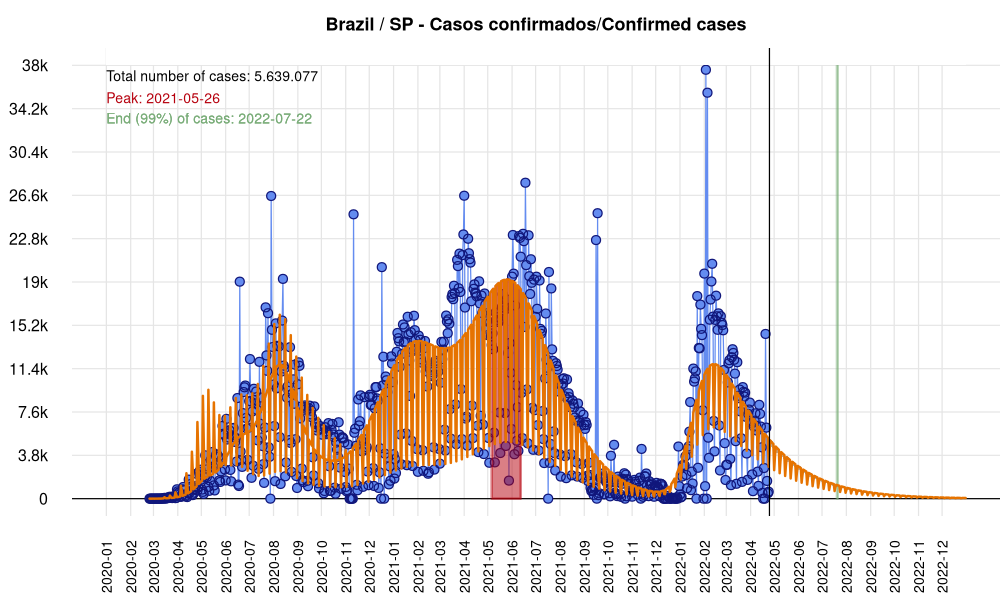 Brazil / SP - Casos confirmados/Confirmed cases
Total number of cases: 5.639.077
Peak: 2021-05-26
End (99%) of cases: 2022-07-22
38k
34.2k
30.4k
26.6k
22.8k
19k
15.2k
11.4k
7.6k
3.8k
0
2020-01
2020-02
2020-03
2020-04
2020-05
2020-06
2020-07
2020-08
2020-09
2020-10
2020-11
2020-12
2021-01
2021-02
2021-03
2021-04
2021-05
2021-06
2021-07
2021-08
2021-09
2021-10
2021-11
2021-12
2022-01
2022-02
2022-03
2022-04
2022-05
2022-06
2022-07
2022-08
2022-09
2022-10
2022-11
2022-12